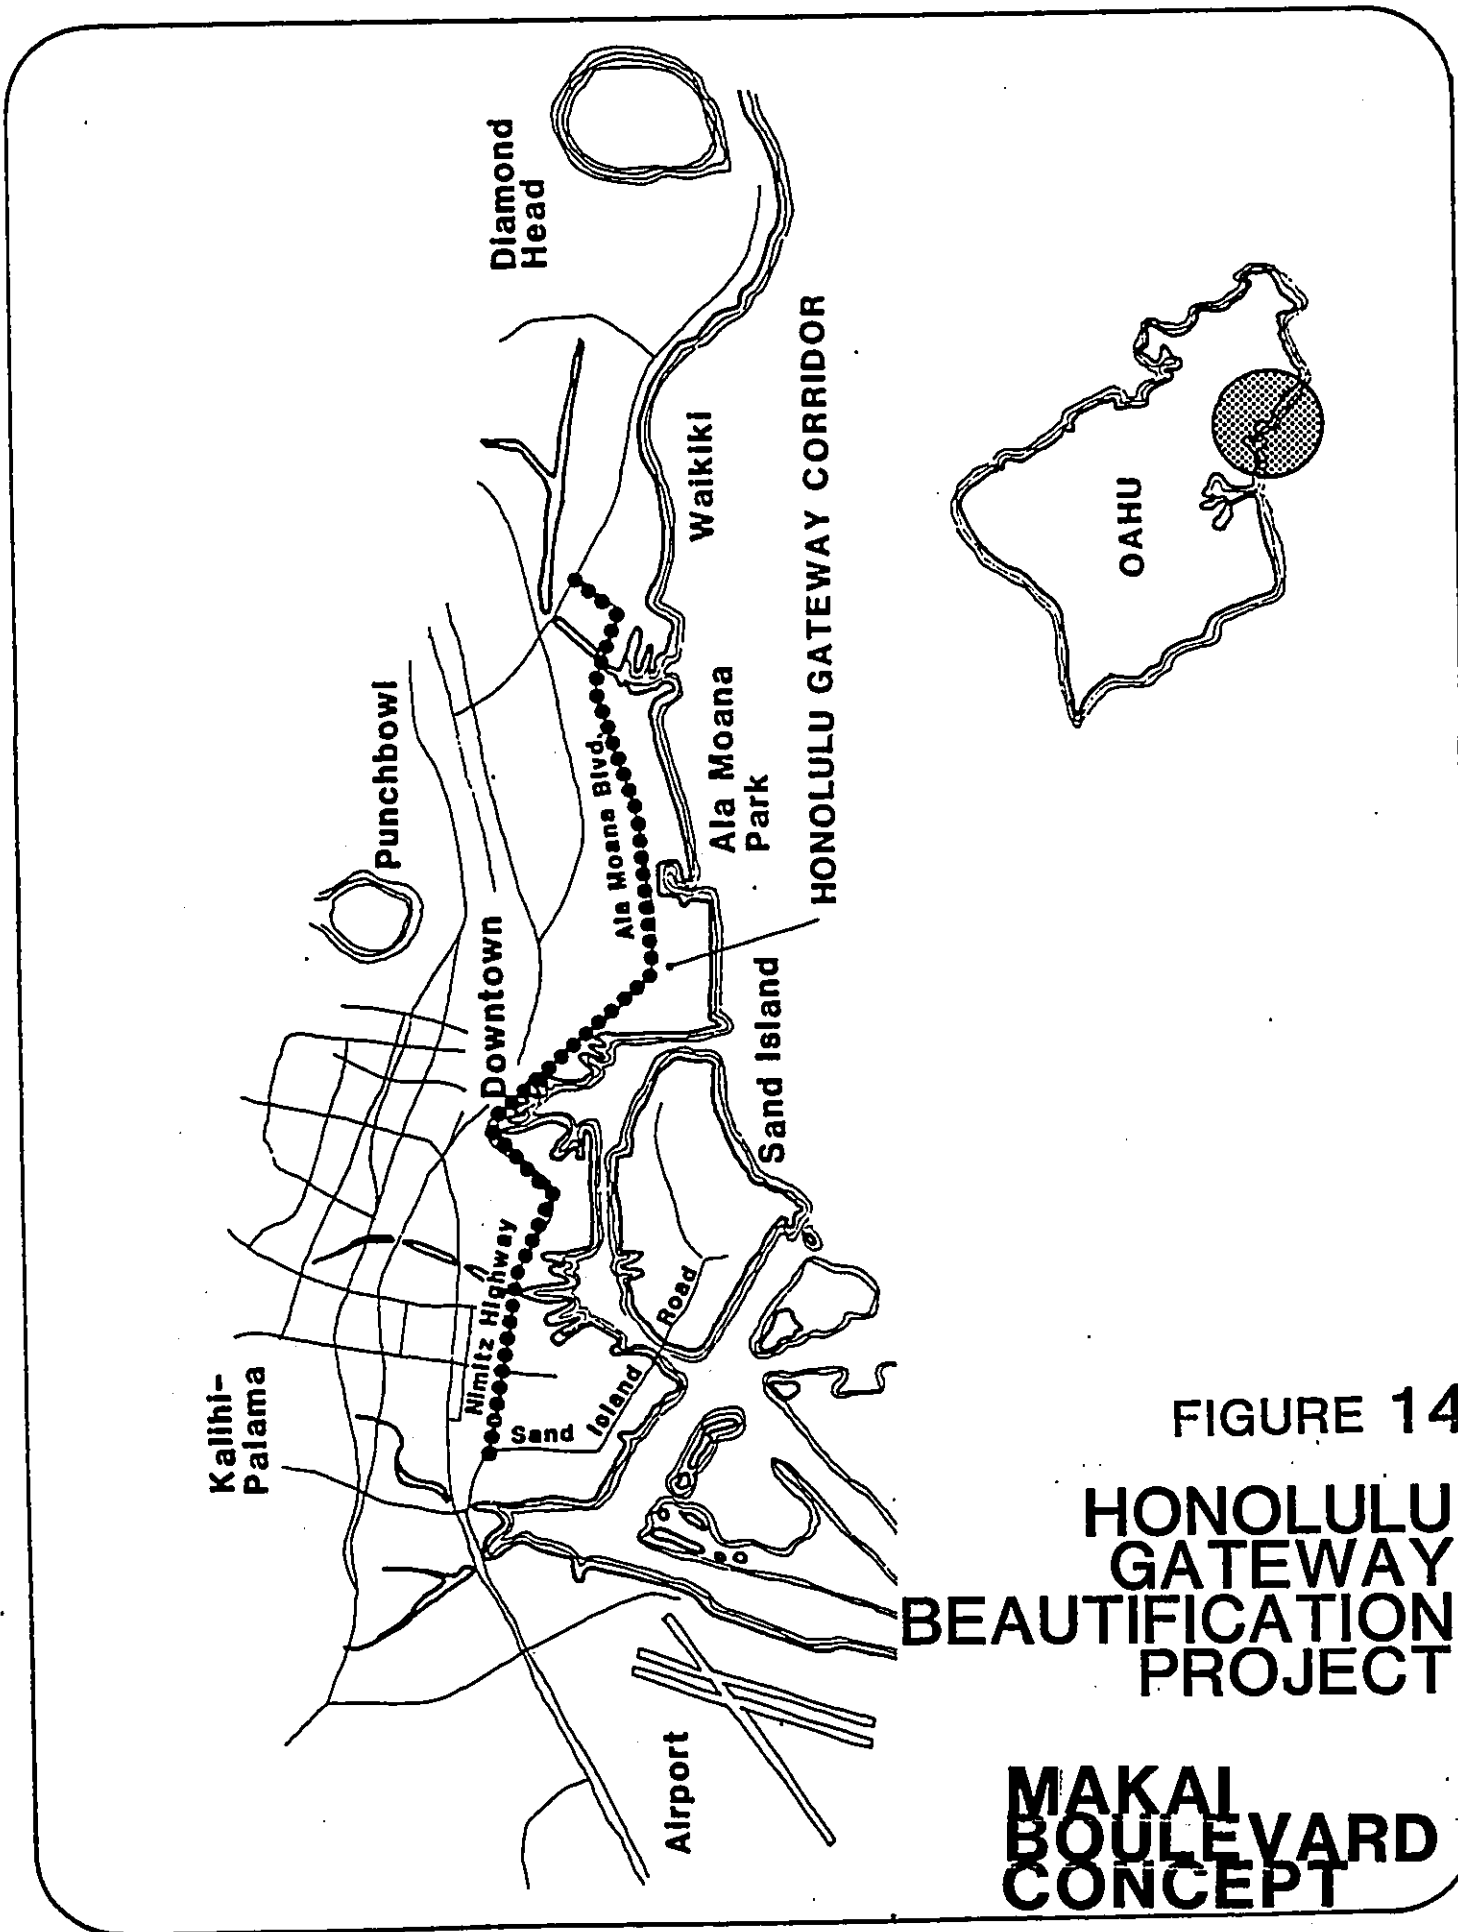 Diamond
Head
Punchbowl
Waikiki
HONOLULU GATEWAY CORRIDOR
OAHU
Ala Moana Blvd.
Ala Moana
Park
Downtown
Sand Island
Kalihi-
Palama
Nimitz Highway
Sand Island Road
Airport
FIGURE 14
HONOLULU
GATEWAY
BEAUTIFICATION
PROJECT
MAKAI
BOULEVARD
CONCEPT